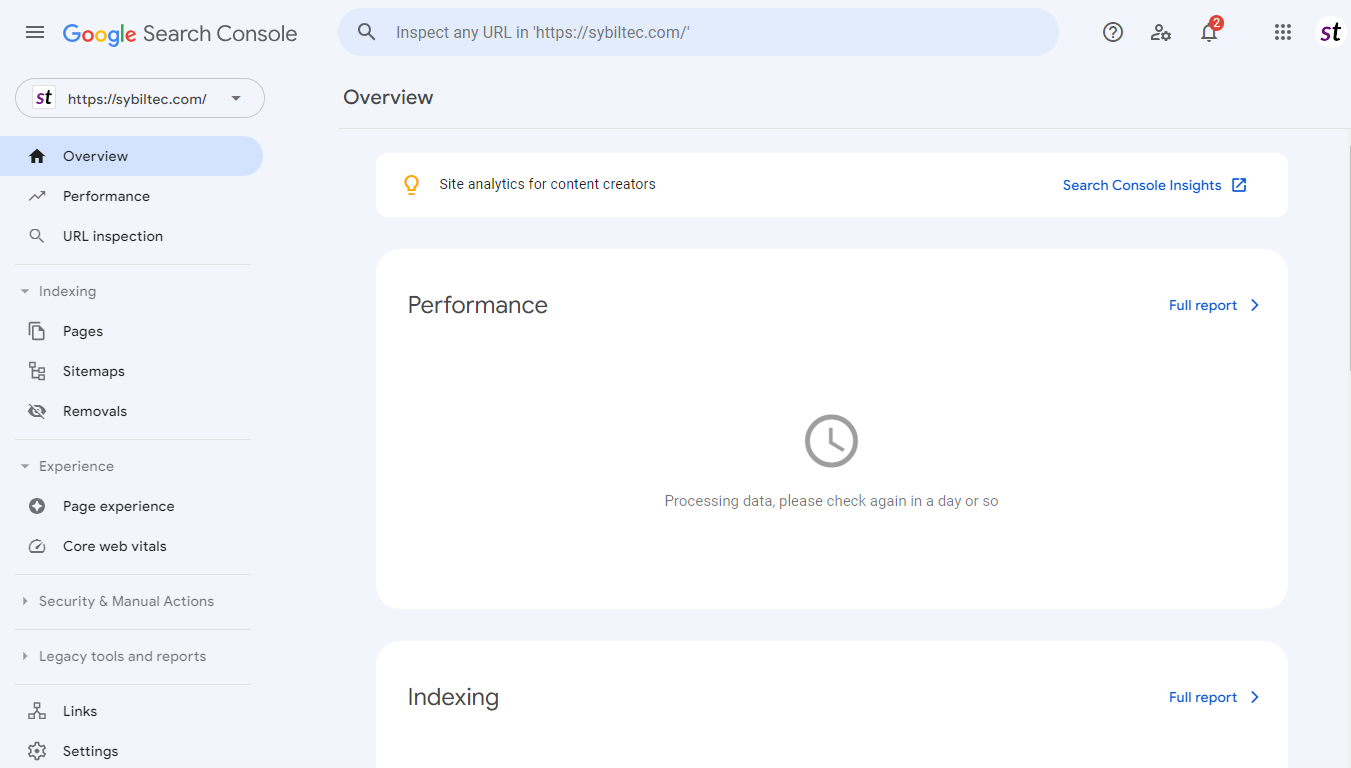 Google Search Console
Inspect any URL in 'https://sybiltec.com/'
2
st
st
https://sybiltec.com/
Overview
Overview
Performance
URL inspection
Indexing
Pages
Sitemaps
Removals
Experience
Page experience
Core web vitals
Security & Manual Actions
Legacy tools and reports
Links
Settings
Site analytics for content creators
Search Console Insights
Performance
Full report
Processing data, please check again in a day or so
Indexing
Full report